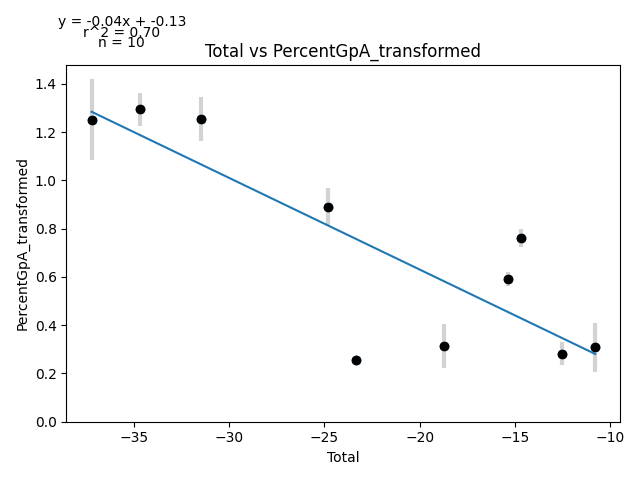 y = -0.04x + -0.13
r^2 = 0.70
n = 10
Total vs PercentGpA_transformed
PercentGpA_transformed
1.4
1.2
1.0
0.8
0.6
0.4
0.2
0.0
−35
−30
−25
−20
−15
−10
Total